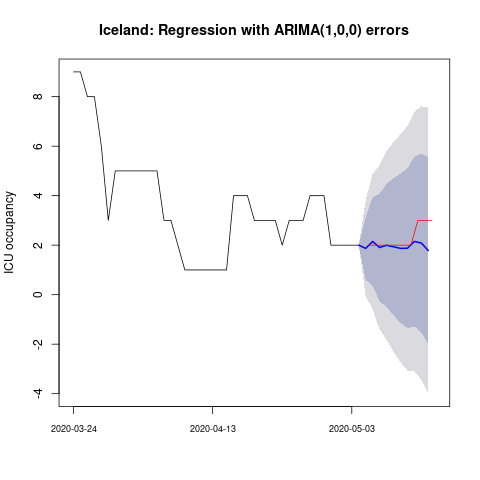 Iceland: Regression with ARIMA(1,0,0) errors
ICU occupancy
8
6
4
2
0
-2
-4
2020-03-24 2020-04-13 2020-05-03